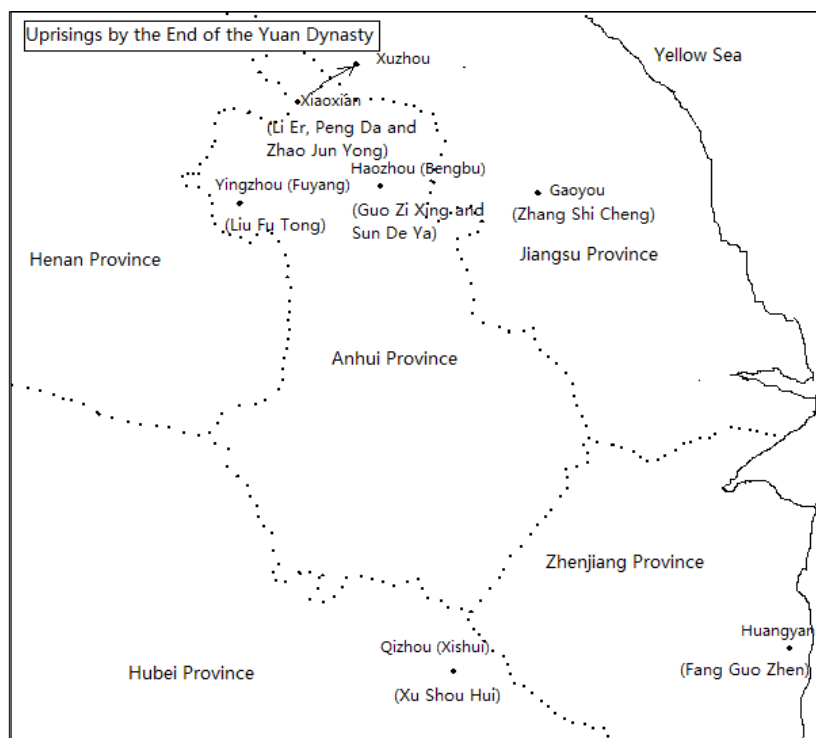 Uprisings by the End of the Yuan Dynasty
Yellow Sea
Xuzhou
Xiaoxian
(Li Er, Peng Da and
Zhao Jun Yong)
Haozhou (Bengbu)
(Guo Zi Xing and
Sun De Ya)
Yingzhou (Fuyang)
(Liu Fu Tong)
Gaoyou
(Zhang Shi Cheng)
Jiangsu Province
Henan Province
Anhui Province
Zhenjiang Province
Huangyan
(Fang Guo Zhen)
Qizhou (Xishui)
(Xu Shou Hui)
Hubei Province